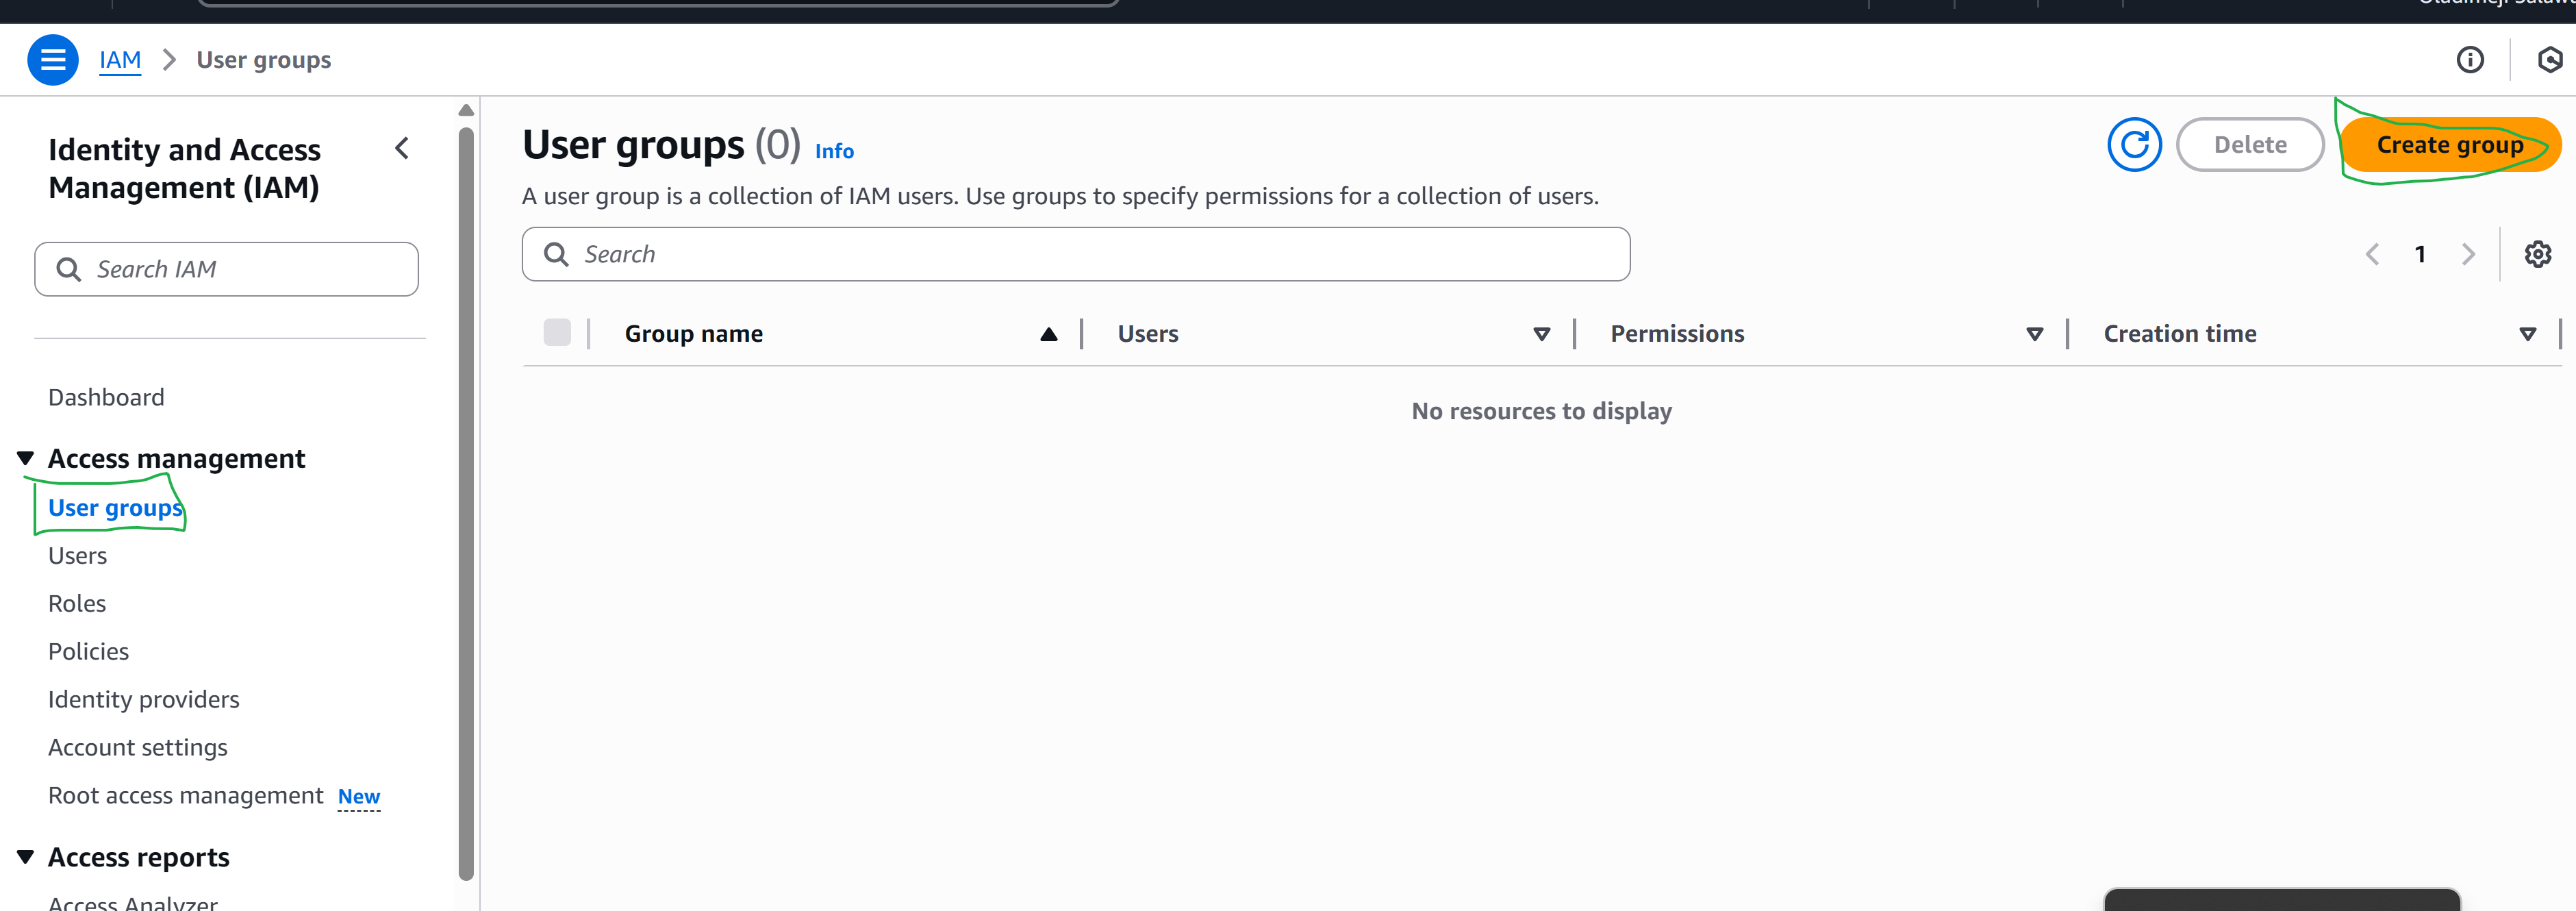 IAM > User groups
Identity and Access
Management (IAM)
Search IAM
Dashboard
Access management
User groups
Users
Roles
Policies
Identity providers
Account settings
Root access management New
Access reports
Access Analyzer
User groups (0) Info
Delete
Create group
A user group is a collection of IAM users. Use groups to specify permissions for a collection of users.
Search
1
Group name Users Permissions Creation time
No resources to display